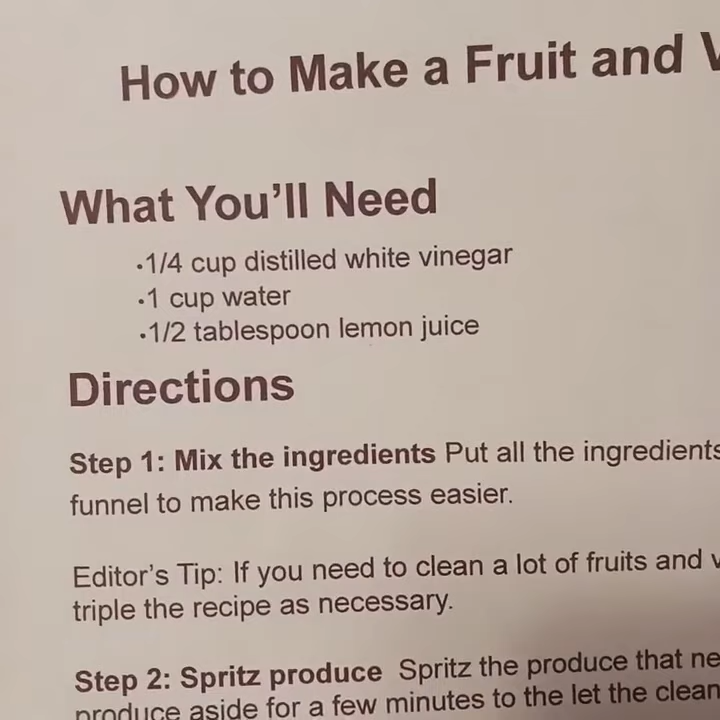 How to Make a Fruit and
What You'll Need
·1/4 cup distilled white vinegar
·1 cup water
·1/2 tablespoon lemon juice
Directions
Step 1: Mix the ingredients Put all the ingredients
funnel to make this process easier.
Editor's Tip: If you need to clean a lot of fruits and
triple the recipe as necessary.
Step 2: Spritz produce Spritz the produce that
produce aside for a few minutes to the let the clean